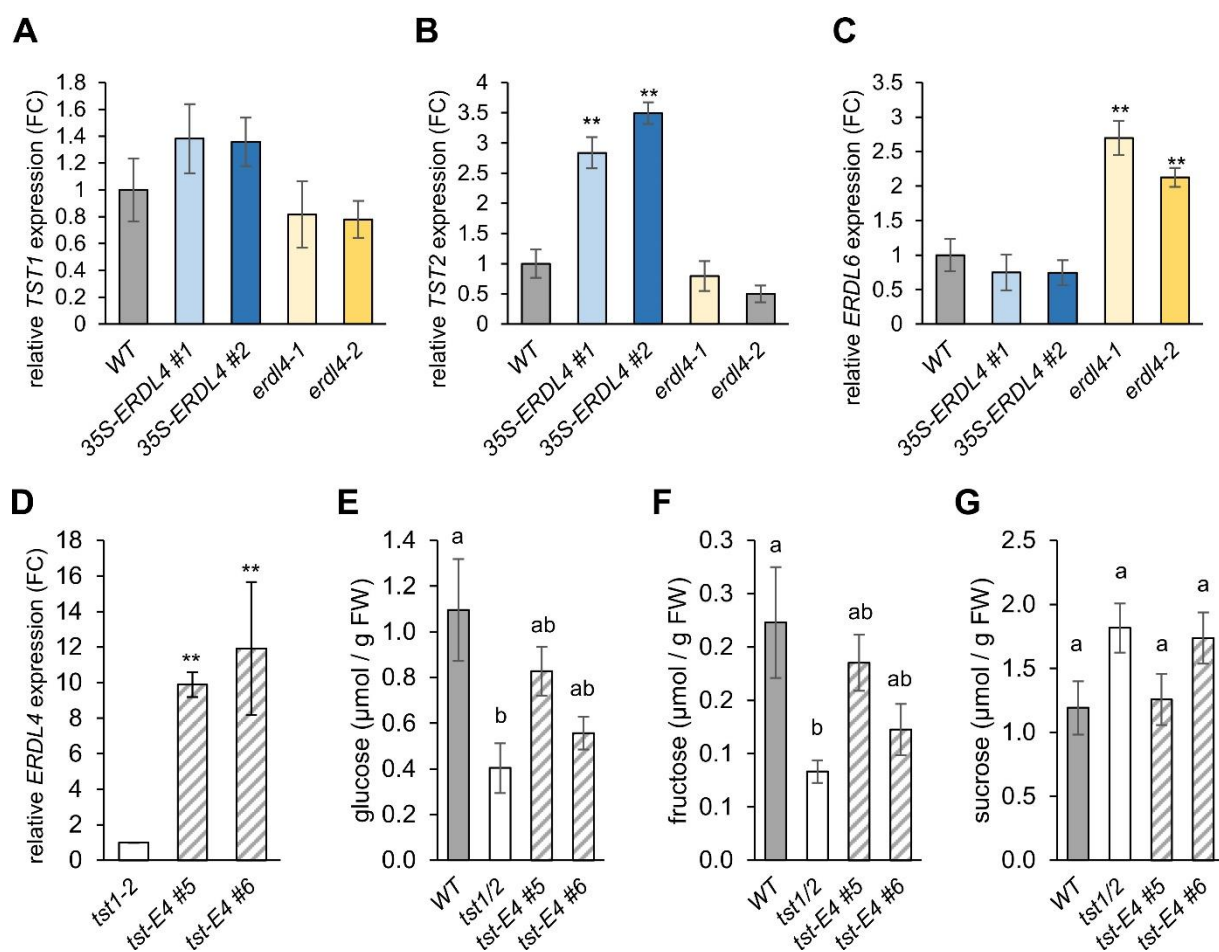 A
relative TST1 expression (FC)
1.8
1.6
1.4
1.2
1
0.8
0.6
0.4
0.2
0
WT
35S-ERDL4 #1
35S-ERDL4 #2
erdl4-1
erdl4-2
B
relative TST2 expression (FC)
4
3.5
3
2.5
2
1.5
1
0.5
0
**
**
WT
35S-ERDL4 #1
35S-ERDL4 #2
erdl4-1
erdl4-2
C
relative ERDL6 expression (FC)
3.5
3
2.5
2
1.5
1
0.5
0
**
**
WT
35S-ERDL4 #1
35S-ERDL4 #2
erdl4-1
erdl4-2
D
relative ERDL4 expression (FC)
18
16
14
12
10
8
6
4
2
0
**
**
tst1-2
tst-E4 #5
tst-E4 #6
E
glucose (µmol / g FW)
1.4
1.2
1.0
0.8
0.6
0.4
0.2
0.0
a
b
ab
ab
WT
tst1/2
tst-E4 #5
tst-E4 #6
F
fructose (µmol / g FW)
0.3
0.3
0.2
0.2
0.1
0.1
0.0
a
b
ab
ab
WT
tst1/2
tst-E4 #5
tst-E4 #6
G
sucrose (µmol / g FW)
2.5
2.0
1.5
1.0
0.5
0.0
a
a
a
a
WT
tst1/2
tst-E4 #5
tst-E4 #6